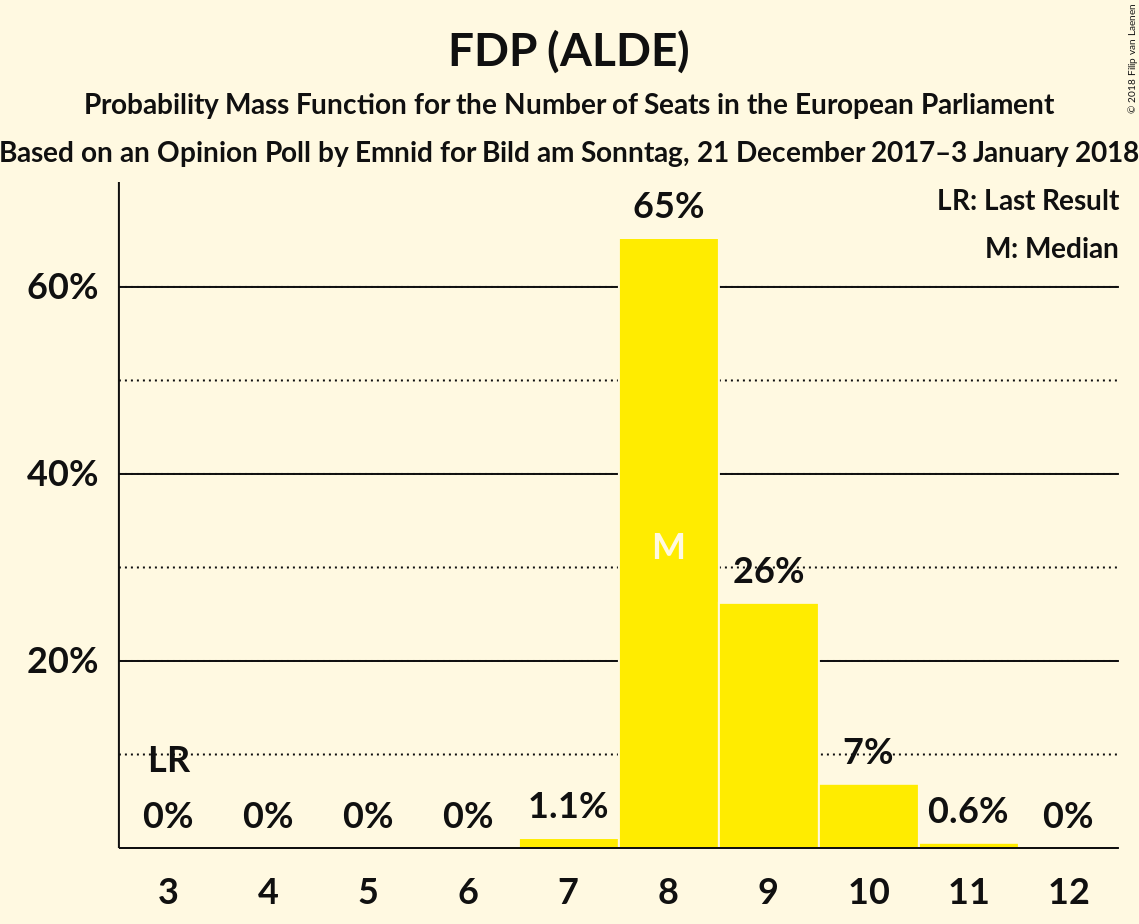 FDP (ALDE)
Probability Mass Function for the Number of Seats in the European Parliament
Based on an Opinion Poll by Emnid for Bild am Sonntag, 21 December 2017–3 January 2018
© 2018 Filip van Laenen
LR: Last Result
M: Median
65%
60%
40%
M
26%
20%
LR
7%
0% 0% 0% 0% 1.1% 0.6% 0%
3 4 5 6 7 8 9 10 11 12